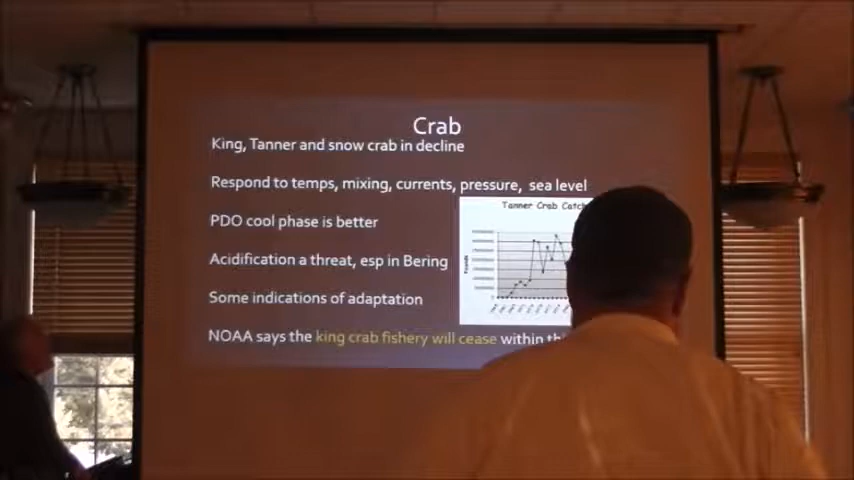 Crab
King, Tanner and snow crab in decline
Respond to temps, mixing, currents, pressure, sea level
PDO cool phase is better
Tanner Crab Catch
Acidification a threat, esp in Bering
Some indications of adaptation
NOAA says the king crab fishery will cease within